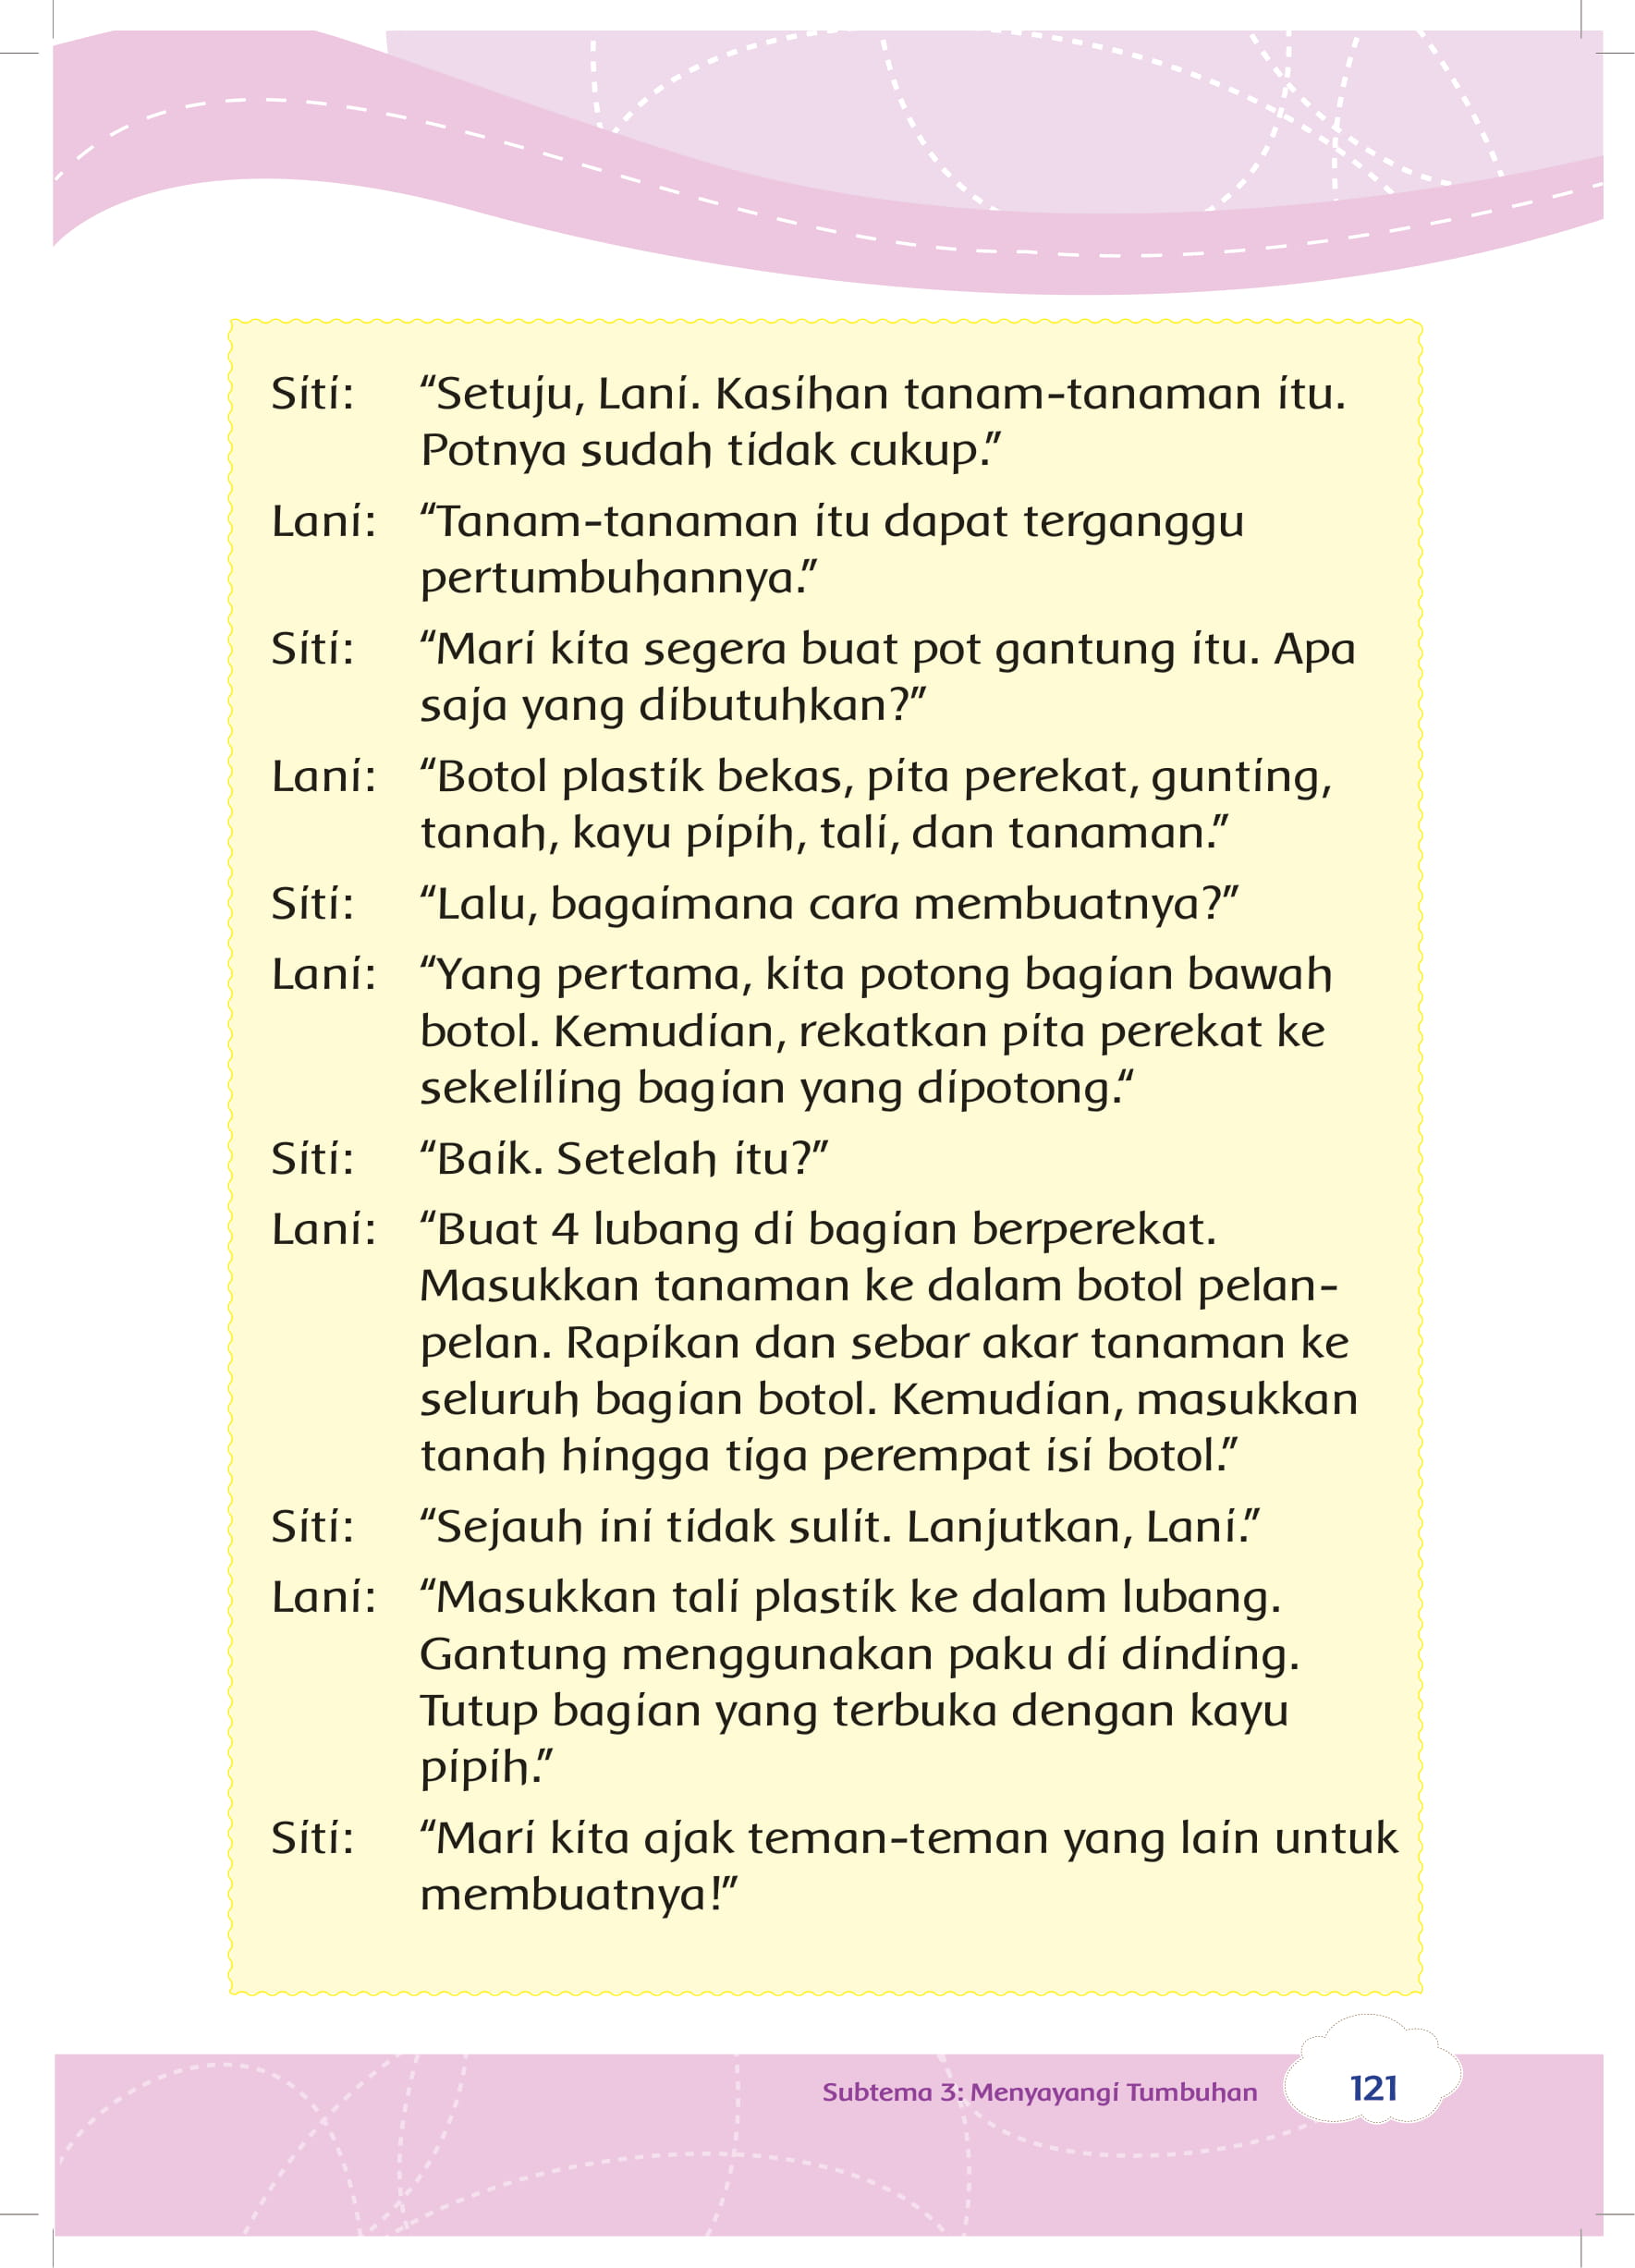 Siti: “Setuju, Lani. Kasihan tanam-tanaman itu.
Potnya sudah tidak cukup.”
Lani: “Tanam-tanaman itu dapat terganggu
pertumbuhannya.”
Siti: “Mari kita segera buat pot gantung itu. Apa
saja yang dibutuhkan?”
Lani: “Botol plastik bekas, pita perekat, gunting,
tanah, kayu pipih, tali, dan tanaman.”
Siti: “Lalu, bagaimana cara membuatnya?”
Lani: “Yang pertama, kita potong bagian bawah
botol. Kemudian, rekatkan pita perekat ke
sekeliling bagian yang dipotong.“
Siti: “Baik. Setelah itu?”
Lani: “Buat 4 lubang di bagian berperekat.
Masukkan tanaman ke dalam botol pelan-
pelan. Rapikan dan sebar akar tanaman ke
seluruh bagian botol. Kemudian, masukkan
tanah hingga tiga perempat isi botol.”
Siti: “Sejauh ini tidak sulit. Lanjutkan, Lani.”
Lani: “Masukkan tali plastik ke dalam lubang.
Gantung menggunakan paku di dinding.
Tutup bagian yang terbuka dengan kayu
pipih.”
Siti: “Mari kita ajak teman-teman yang lain untuk
membuatnya!”
Subtema 3: Menyayangi Tumbuhan
121